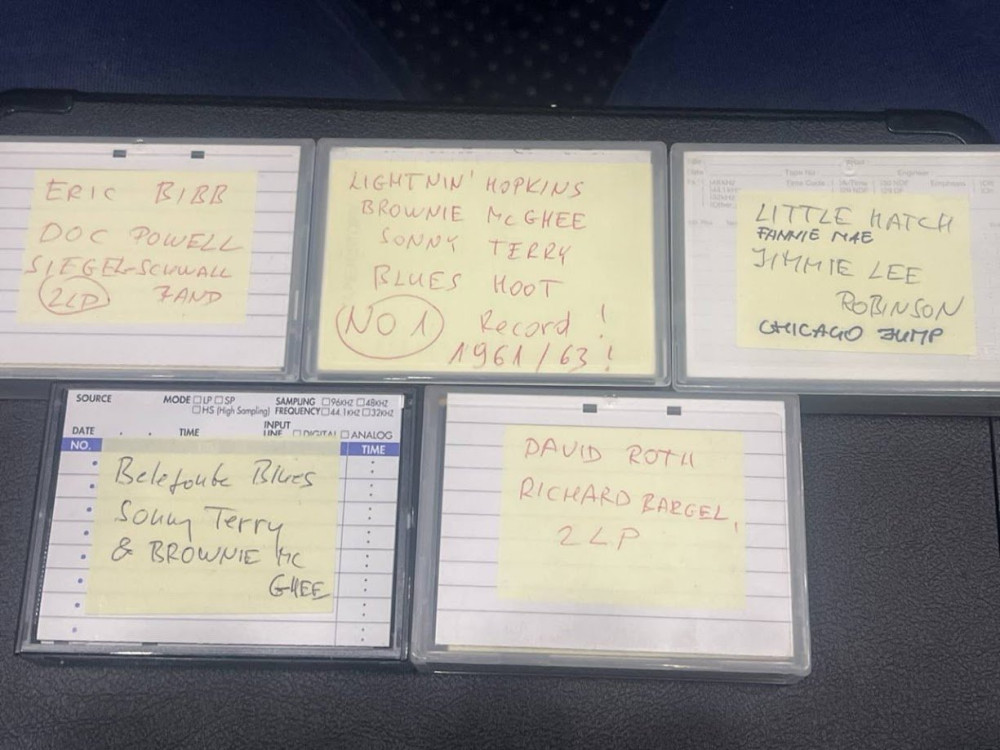 ERIC BIBB
DOC POWELL
SIEGEL-SCHWALL
2LP BAND
LIGHTNIN' HOPKINS
BROWNIE McGHEE
SONNY TERRY
BLUES HOOT
NO 1 Record !
1961/63 !
LITTLE HATCH
FANNIE MAE
JIMMIE LEE
ROBINSON
CHICAGO JUMP
SOURCE MODE □LP □SP SAMPLING □96KHZ □48KHZ
□HS (High Sampling) FREQUENCY □44.1KHZ □32KHZ
DATE . . TIME INPUT
LINE □DIGITAL □ANALOG
NO. TIME
Belefonte Blues
Sonny Terry
& BROWNIE Mc
GHEE
DAVID ROTH
RICHARD BARGEL,
2LP